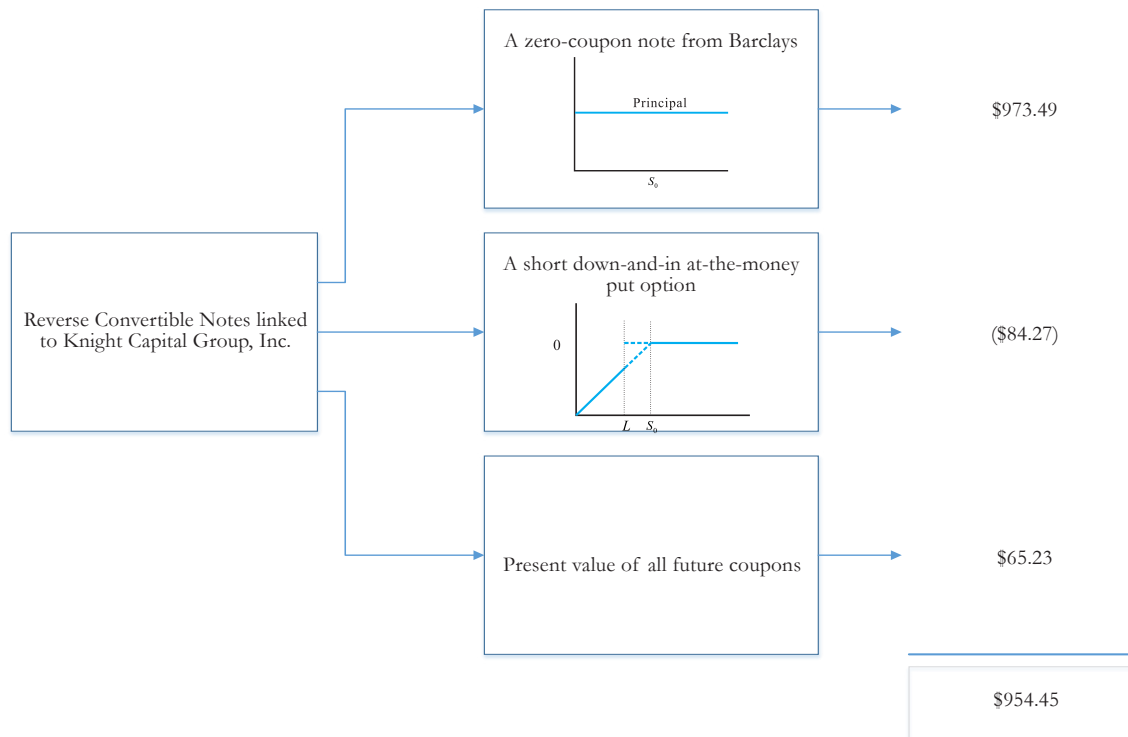 A zero-coupon note from Barclays
Principal
S₀
$973.49
Reverse Convertible Notes linked
to Knight Capital Group, Inc.
A short down-and-in at-the-money
put option
0
L S₀
($84.27)
Present value of all future coupons
$65.23
$954.45